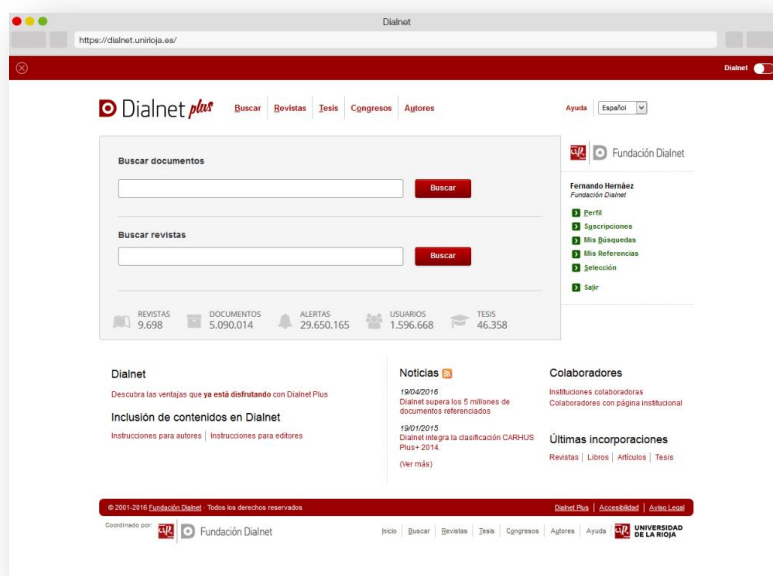 Dialnet
https://dialnet.unirioja.es/
Dialnet
Dialnet plus
Buscar | Revistas | Tesis | Congresos | Autores
Ayuda
Español
Buscar documentos
Buscar
Buscar revistas
Buscar
REVISTAS
9.698
DOCUMENTOS
5.090.014
ALERTAS
29.650.165
USUARIOS
1.596.668
TESIS
46.358
Fundación Dialnet
Fernando Hernáez
Fundación Dialnet
Perfil
Suscripciones
Mis Búsquedas
Mis Referencias
Selección
Salir
Dialnet
Descubra las ventajas que ya está disfrutando con Dialnet Plus
Inclusión de contenidos en Dialnet
Instrucciones para autores | Instrucciones para editores
Noticias
19/04/2016
Dialnet supera los 5 millones de
documentos referenciados
19/01/2015
Dialnet integra la clasificación CARHUS
Plus+ 2014.
(Ver más)
Colaboradores
Instituciones colaboradoras
Colaboradores con página institucional
Últimas incorporaciones
Revistas | Libros | Artículos | Tesis
© 2001-2016 Fundación Dialnet · Todos los derechos reservados
Dialnet Plus | Accesibilidad | Aviso Legal
Coordinado por:
Fundación Dialnet
Inicio | Buscar | Revistas | Tesis | Congresos | Autores | Ayuda
UNIVERSIDAD
DE LA RIOJA